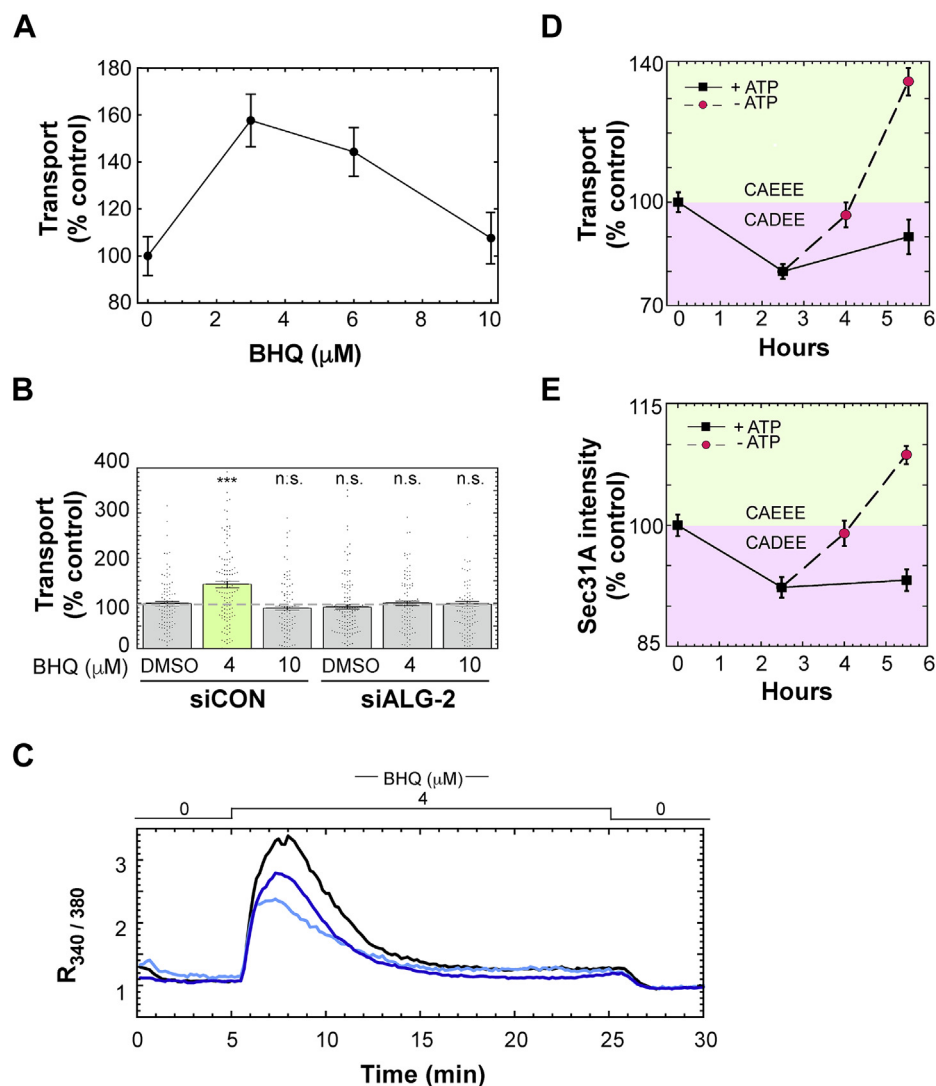 A
180
160
140
120
100
80
Transport
(% control)
0 2 4 6 8 10
BHQ (μM)
B
400
300
200
100
0
Transport
(% control)
*** n.s. n.s. n.s. n.s.
BHQ (μM) DMSO 4 10 DMSO 4 10
siCON siALG-2
C
BHQ (μM)
0 4 0
3
2
1
R340 / 380
0 5 10 15 20 25 30
Time (min)
D
140
100
70
Transport
(% control)
+ ATP
- ATP
CAEEE
CADEE
0 1 2 3 4 5 6
Hours
E
115
100
85
Sec31A intensity
(% control)
+ ATP
- ATP
CAEEE
CADEE
0 1 2 3 4 5 6
Hours